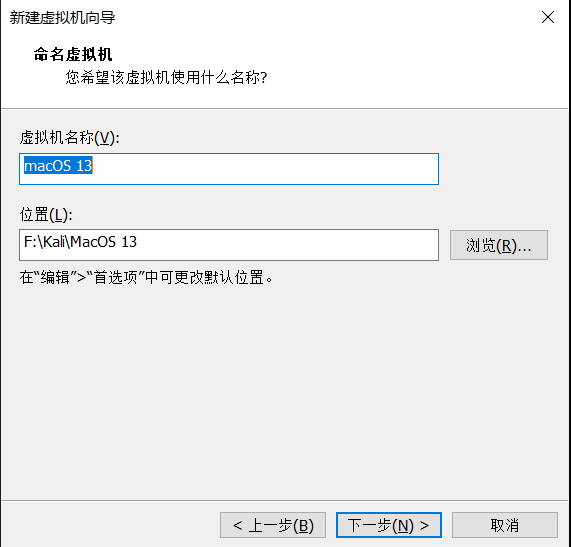 新建虚拟机向导
命名虚拟机
您希望该虚拟机使用什么名称?
虚拟机名称(V):
macOS 13
位置(L):
F:\Kali\MacOS 13
浏览(R)...
在“编辑”>“首选项”中可更改默认位置。
< 上一步(B)
下一步(N) >
取消